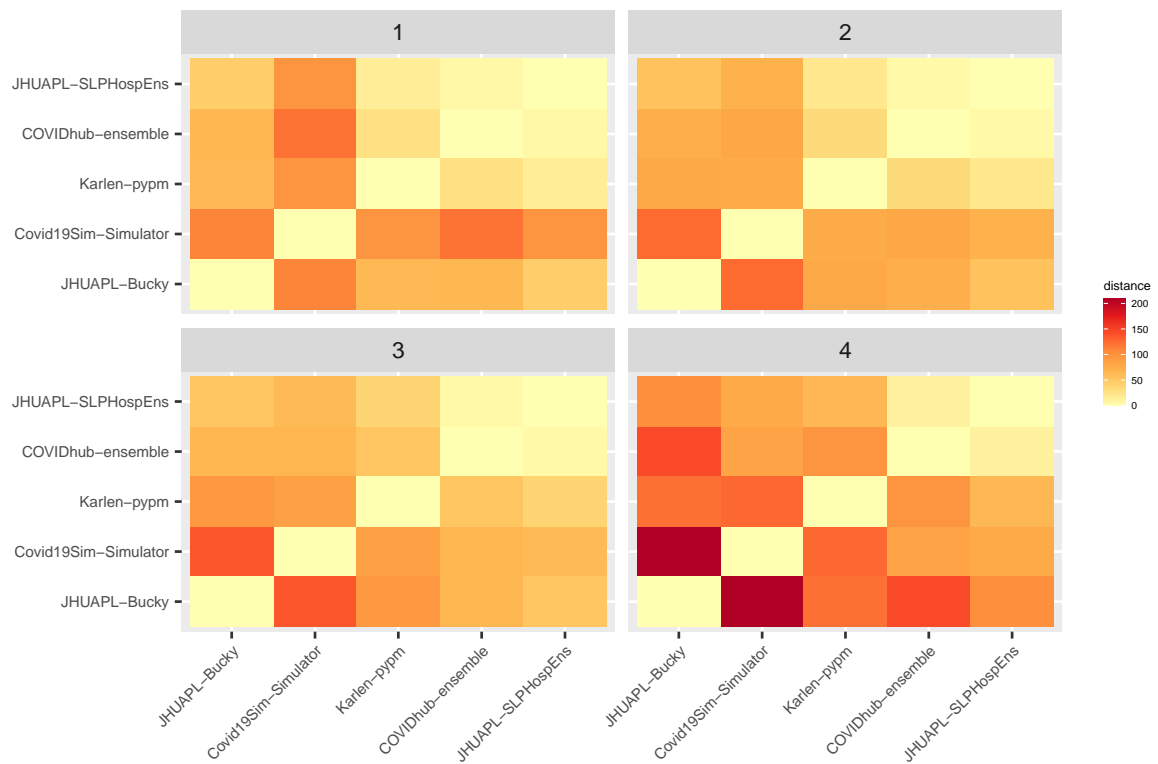 1
2
JHUAPL−SLPHospEns
COVIDhub−ensemble
Karlen−pypm
Covid19Sim−Simulator
JHUAPL−Bucky
distance
200
150
100
50
0
3
4
JHUAPL−SLPHospEns
COVIDhub−ensemble
Karlen−pypm
Covid19Sim−Simulator
JHUAPL−Bucky
JHUAPL−Bucky
Covid19Sim−Simulator
Karlen−pypm
COVIDhub−ensemble
JHUAPL−SLPHospEns
JHUAPL−Bucky
Covid19Sim−Simulator
Karlen−pypm
COVIDhub−ensemble
JHUAPL−SLPHospEns